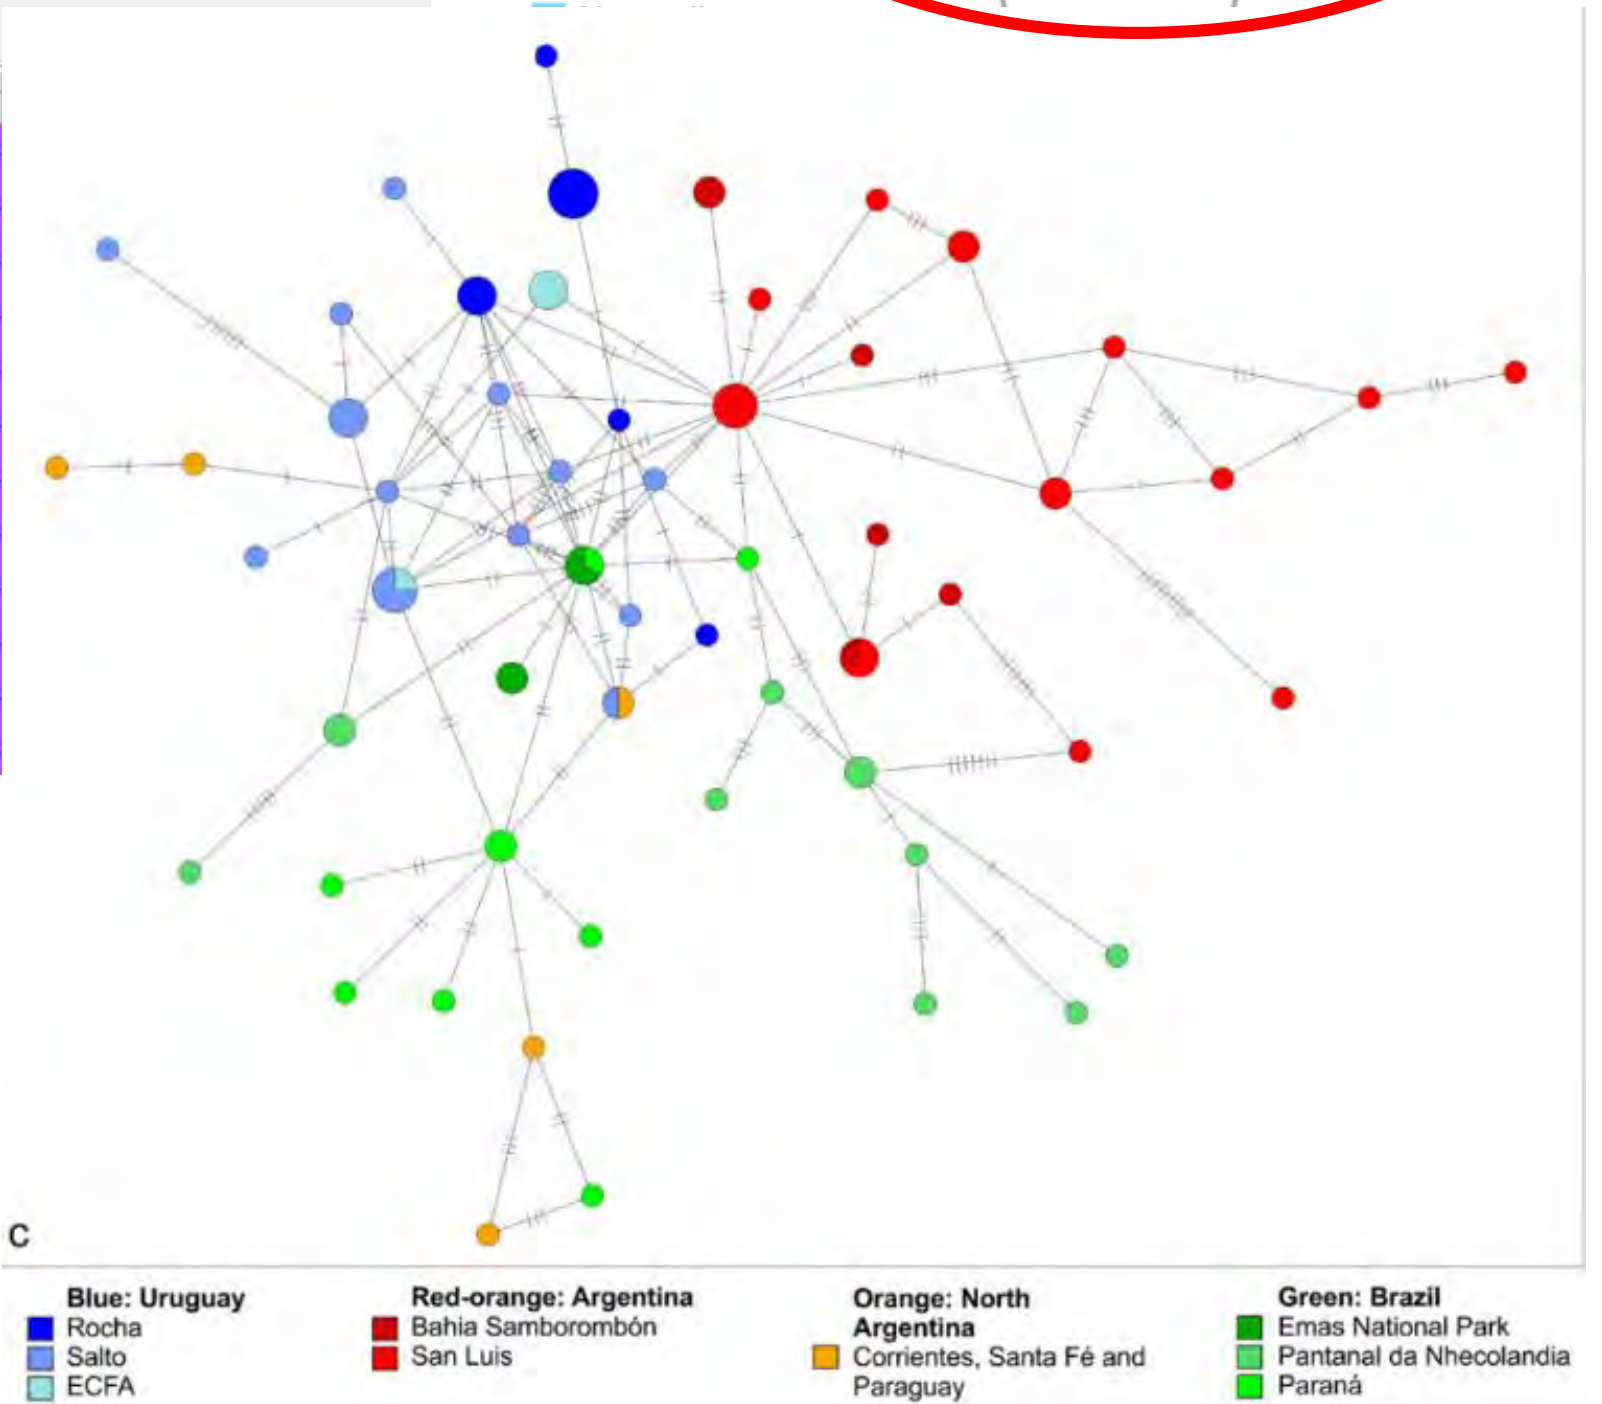 C
Blue: Uruguay
Rocha
Salto
ECFA
Red-orange: Argentina
Bahia Samborombón
San Luis
Orange: North
Argentina
Corrientes, Santa Fé and
Paraguay
Green: Brazil
Emas National Park
Pantanal da Nhecolandia
Paraná